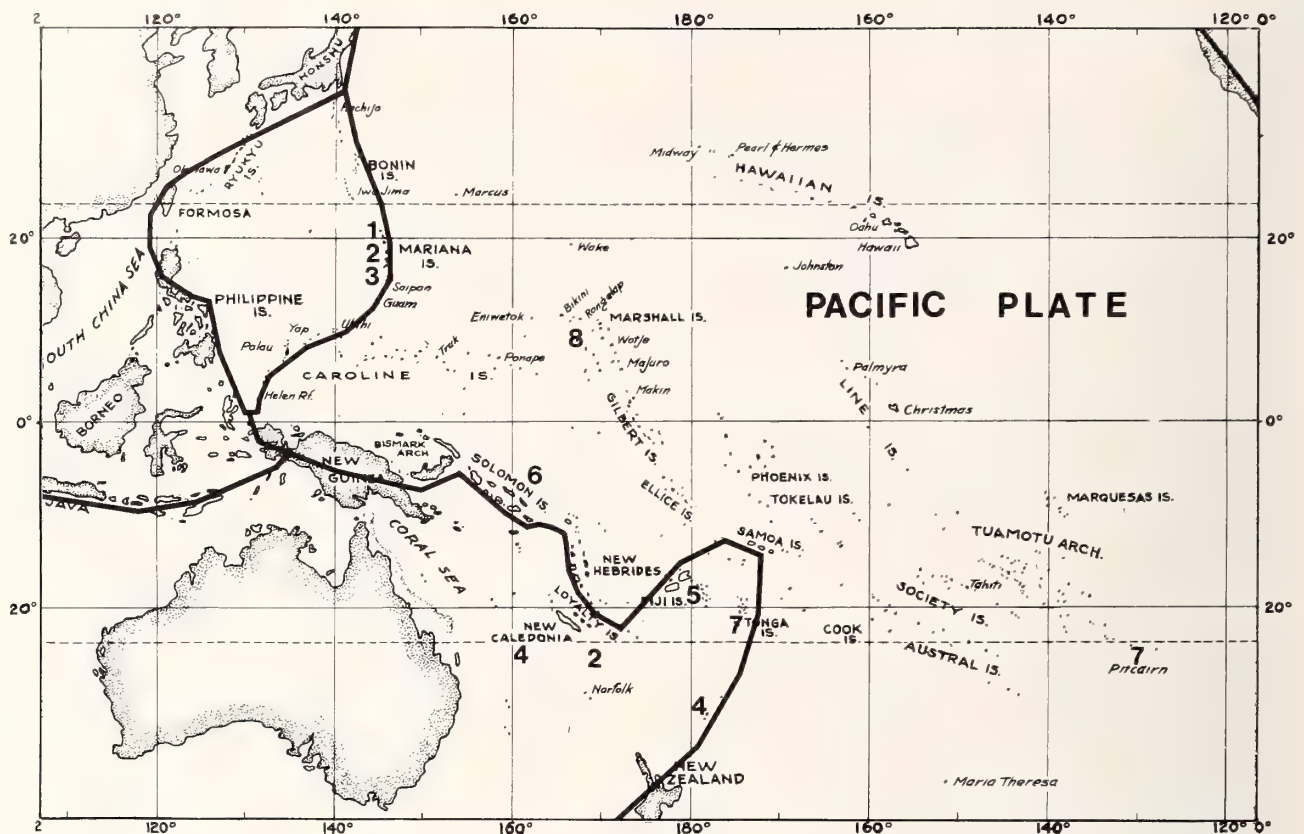 2 120° 140° 160° 180° 160° 140° 120° 0°
HONSHU
Hachijo
Okinawa
RYUKYU
IS.
BONIN
IS.
Iwo Jima
Marcus
Midway
Pearl & Hermes
HAWAIIAN
IS.
Oahu
Hawaii
FORMOSA
20°
1
2
3
MARIANA
IS.
Saipan
Guam
Wake
Johnston
20°
SOUTH CHINA SEA
PHILIPPINE
IS.
Yap
Palau
Ulithi
Eniwetok
Bikini
Rongelap
MARSHALL IS.
Wotje
Majuro
8
PACIFIC PLATE
Truk
Ponape
CAROLINE IS.
Makin
Palmyra
LINE
IS
Christmas
Helen Rf.
BORNEO
0°
0°
GILBERT IS.
NEW
GUINEA
BISMARK
ARCH
SOLOMON IS.
6
ELLICE IS.
PHOENIX IS.
TOKELAU IS.
MARQUESAS IS.
JAVA
CORAL SEA
SAMOA IS.
TUAMOTU ARCH.
NEW
HEBRIDES
FIJI IS.
5
Tahiti
SOCIETY IS.
20°
20°
LOYALTY IS
NEW
CALEDONIA
7
TONGA
IS.
COOK
IS.
AUSTRAL IS.
7
Pitcairn
4
2
Norfolk
4
NEW
ZEALAND
Maria Theresa
2 120° 140° 160° 180° 160° 140° 120° 0°